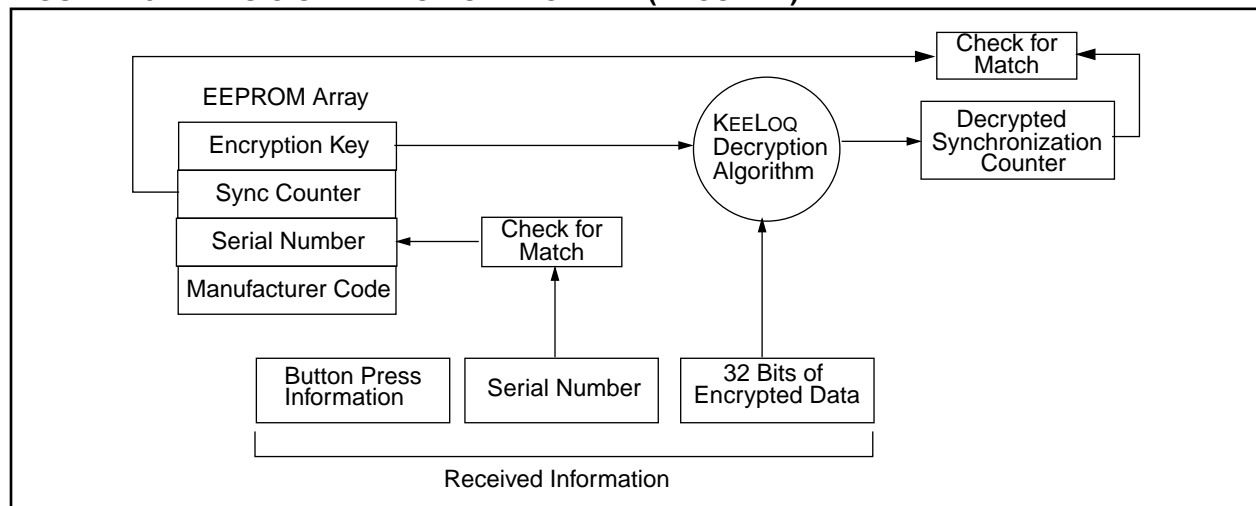 Check for
Match
EEPROM Array
Encryption Key
Sync Counter
Serial Number
Manufacturer Code
KEELOQ
Decryption
Algorithm
Decrypted
Synchronization
Counter
Check for
Match
Button Press
Information
Serial Number
32 Bits of
Encrypted Data
Received Information